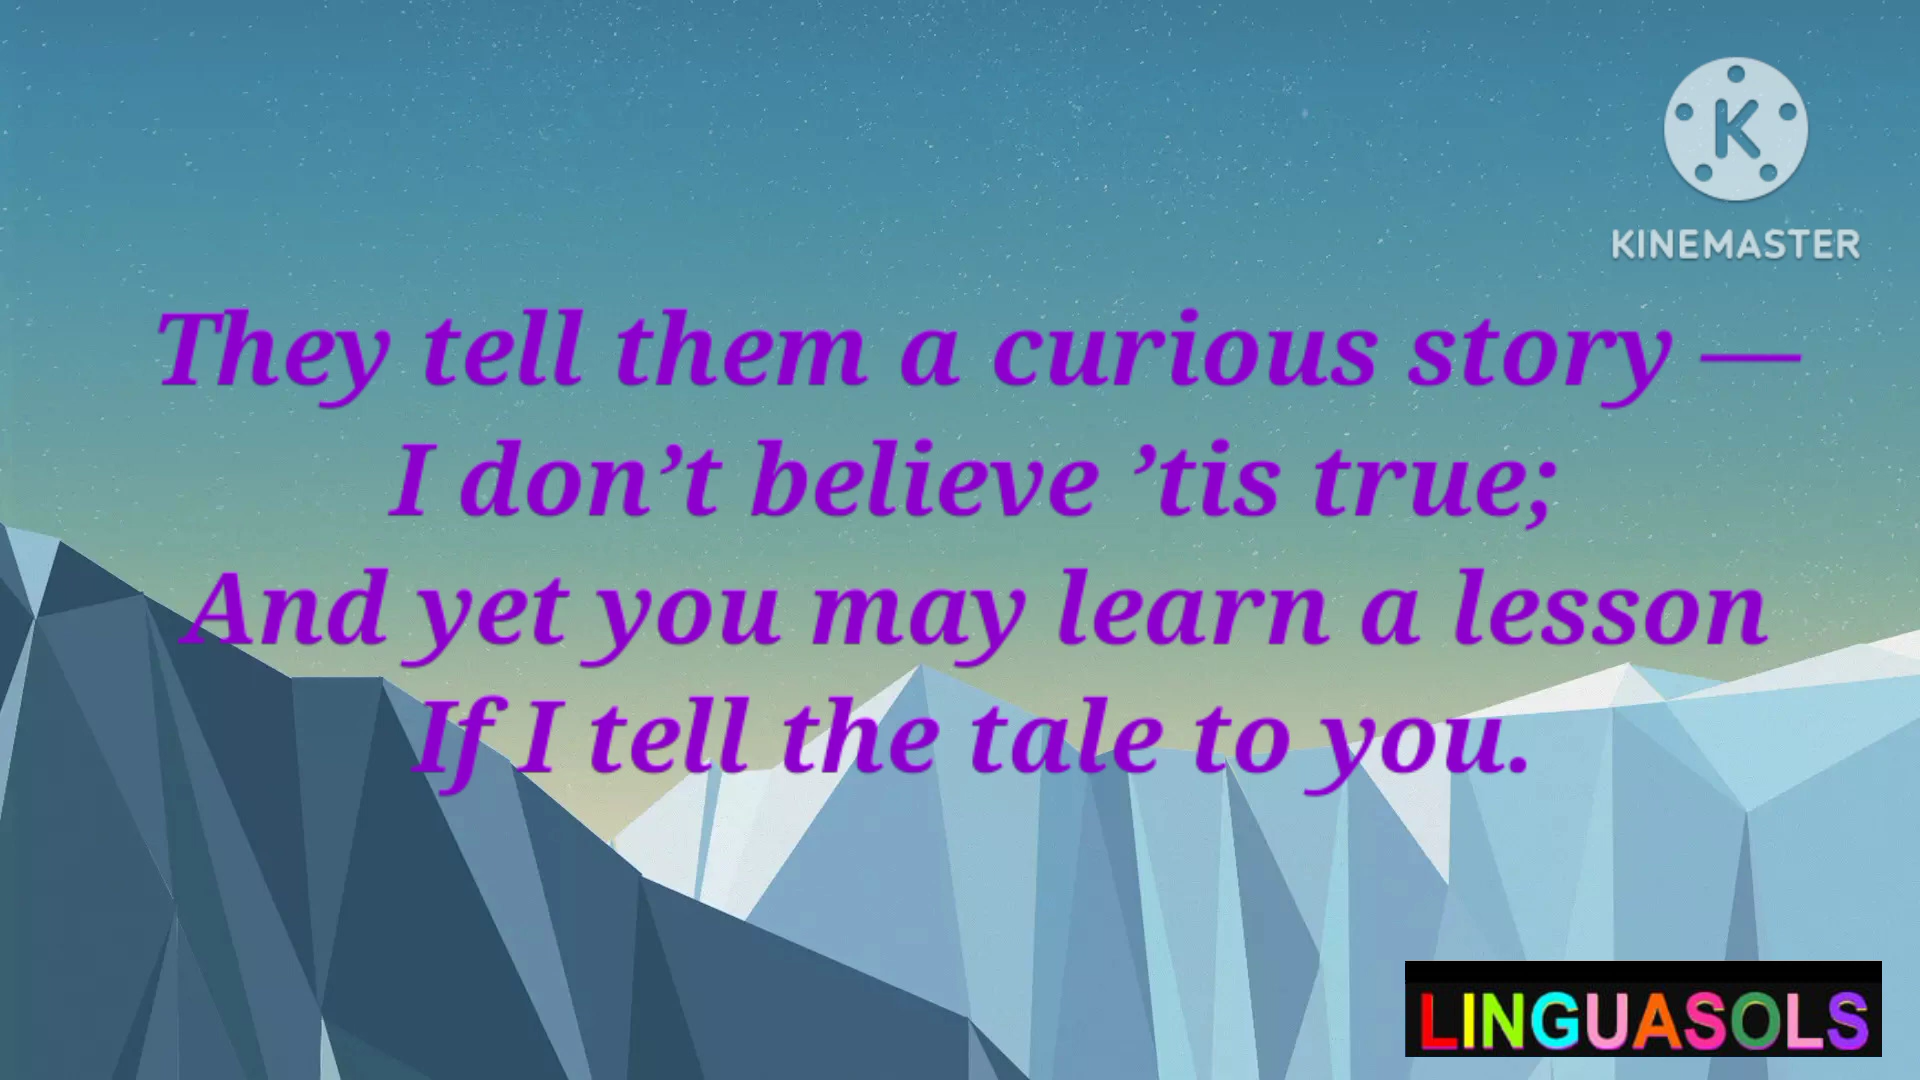 K
KINEMASTER
They tell them a curious story —
I don’t believe ’tis true;
And yet you may learn a lesson
If I tell the tale to you.
LINGUASOLS